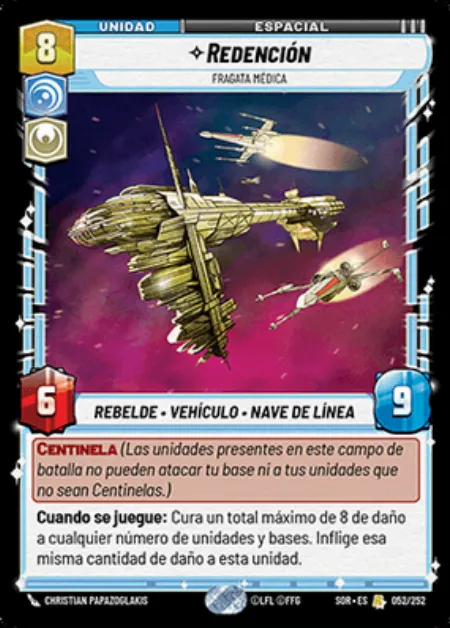 UNIDAD
ESPACIAL
8
REDENCIÓN
FRAGATA MÉDICA
6
9
REBELDE • VEHÍCULO • NAVE DE LÍNEA
CENTINELA (Las unidades presentes en este campo de
batalla no pueden atacar tu base ni a tus unidades que
no sean Centinelas.)
Cuando se juegue: Cura un total máximo de 8 de daño
a cualquier número de unidades y bases. Inflige esa
misma cantidad de daño a esta unidad.
CHRISTIAN PAPAZOGLAKIS
©LFL ©FFG
SOR • ES
052/252